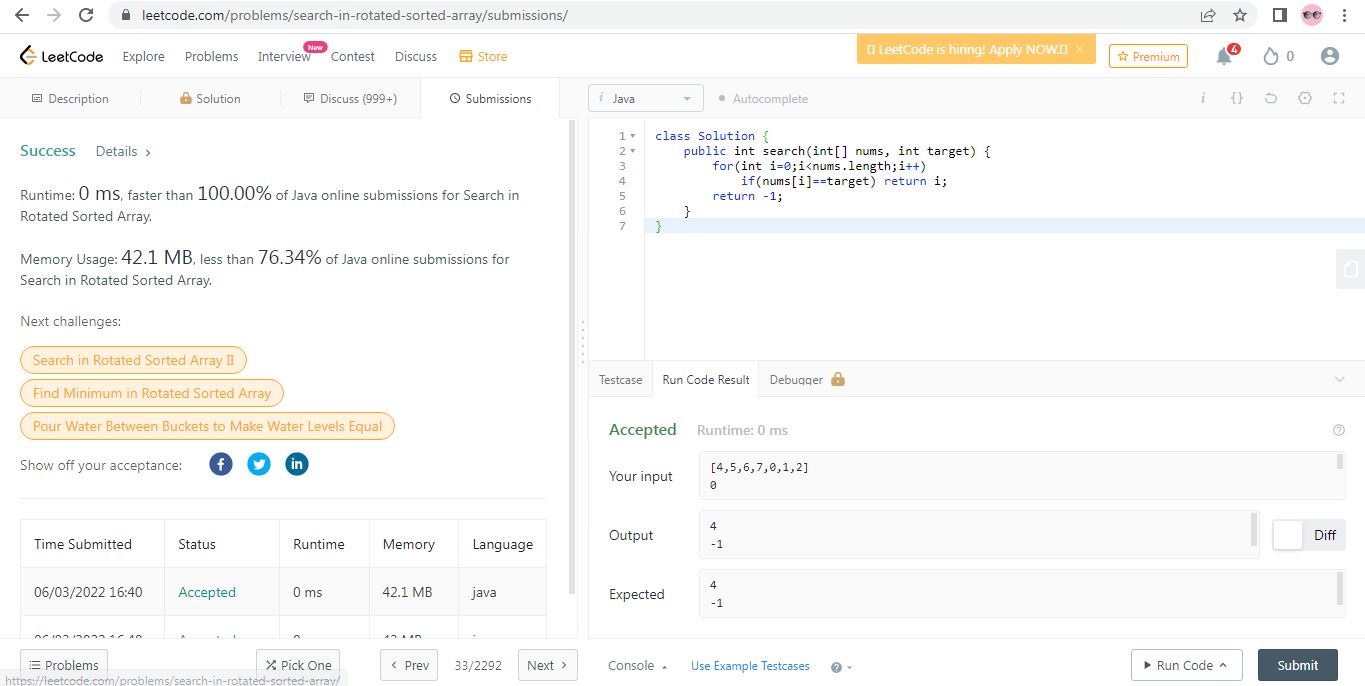 leetcode.com/problems/search-in-rotated-sorted-array/submissions/
LeetCode
Explore
Problems
Interview
New
Contest
Discuss
Store
LeetCode is hiring! Apply NOW.
×
Premium
4
0
Description
Solution
Discuss (999+)
Submissions
i Java
Autocomplete
i
{}
Success
Details >
Runtime: 0 ms, faster than 100.00% of Java online submissions for Search in
Rotated Sorted Array.
Memory Usage: 42.1 MB, less than 76.34% of Java online submissions for
Search in Rotated Sorted Array.
Next challenges:
Search in Rotated Sorted Array II
Find Minimum in Rotated Sorted Array
Pour Water Between Buckets to Make Water Levels Equal
Show off your acceptance:
f
in
Time Submitted Status Runtime Memory Language
06/03/2022 16:40 Accepted 0 ms 42.1 MB java
1 class Solution {
2 public int search(int[] nums, int target) {
3 for(int i=0;i<nums.length;i++)
4 if(nums[i]==target) return i;
5 return -1;
6 }
7 }
Testcase
Run Code Result
Debugger
Accepted
Runtime: 0 ms
?
Your input
[4,5,6,7,0,1,2]
0
Output
4
-1
Diff
Expected
4
-1
Problems
Pick One
< Prev
33/2292
Next >
Console
Use Example Testcases
?
Run Code
Submit
https://leetcode.com/problems/search-in-rotated-sorted-array/